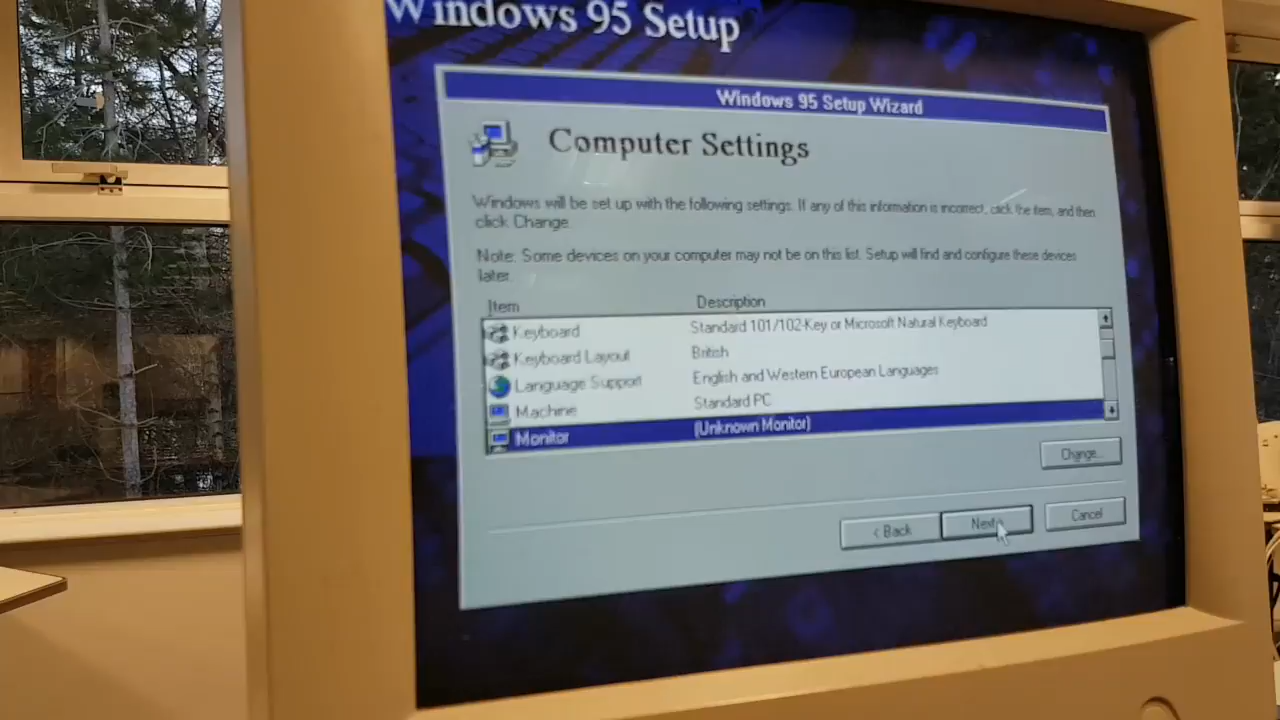 Windows 95 Setup
Windows 95 Setup Wizard
Computer Settings
Windows will be set up with the following settings. If any of this information is incorrect, click the item, and then
click Change.
Note: Some devices on your computer may not be on this list. Setup will find and configure these devices
later.
Item Description
Keyboard Standard 101/102-Key or Microsoft Natural Keyboard
Keyboard Layout British
Language Support English and Western European Languages
Machine Standard PC
Monitor (Unknown Monitor)
Change...
< Back Next > Cancel